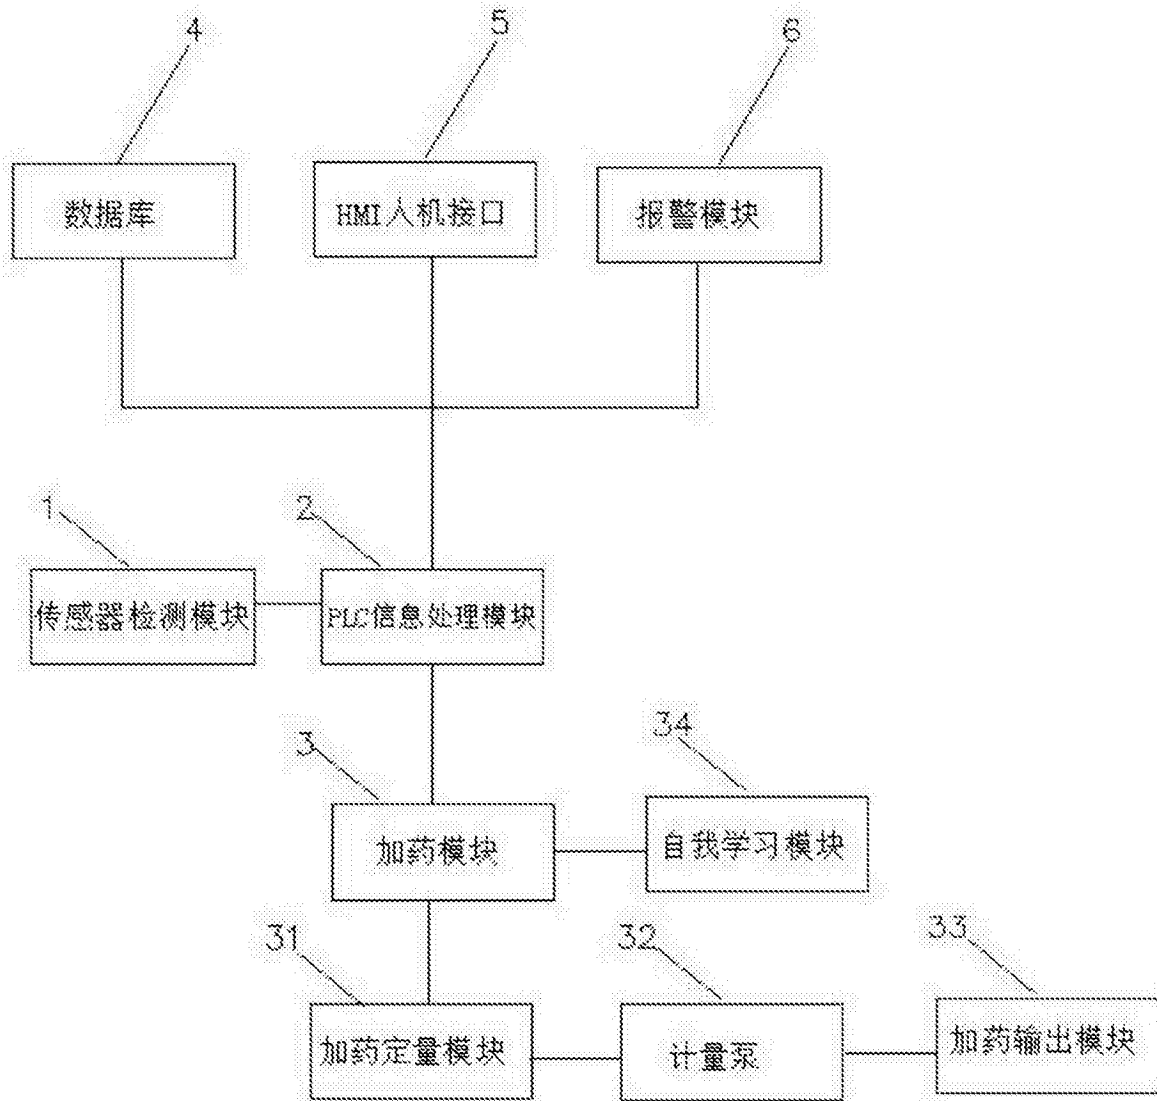 4
5
6
数据库
HMI人机接口
报警模块
1
2
传感器检测模块
PLC信息处理模块
3
34
加药模块
自我学习模块
31
32
33
加药定量模块
计量泵
加药输出模块